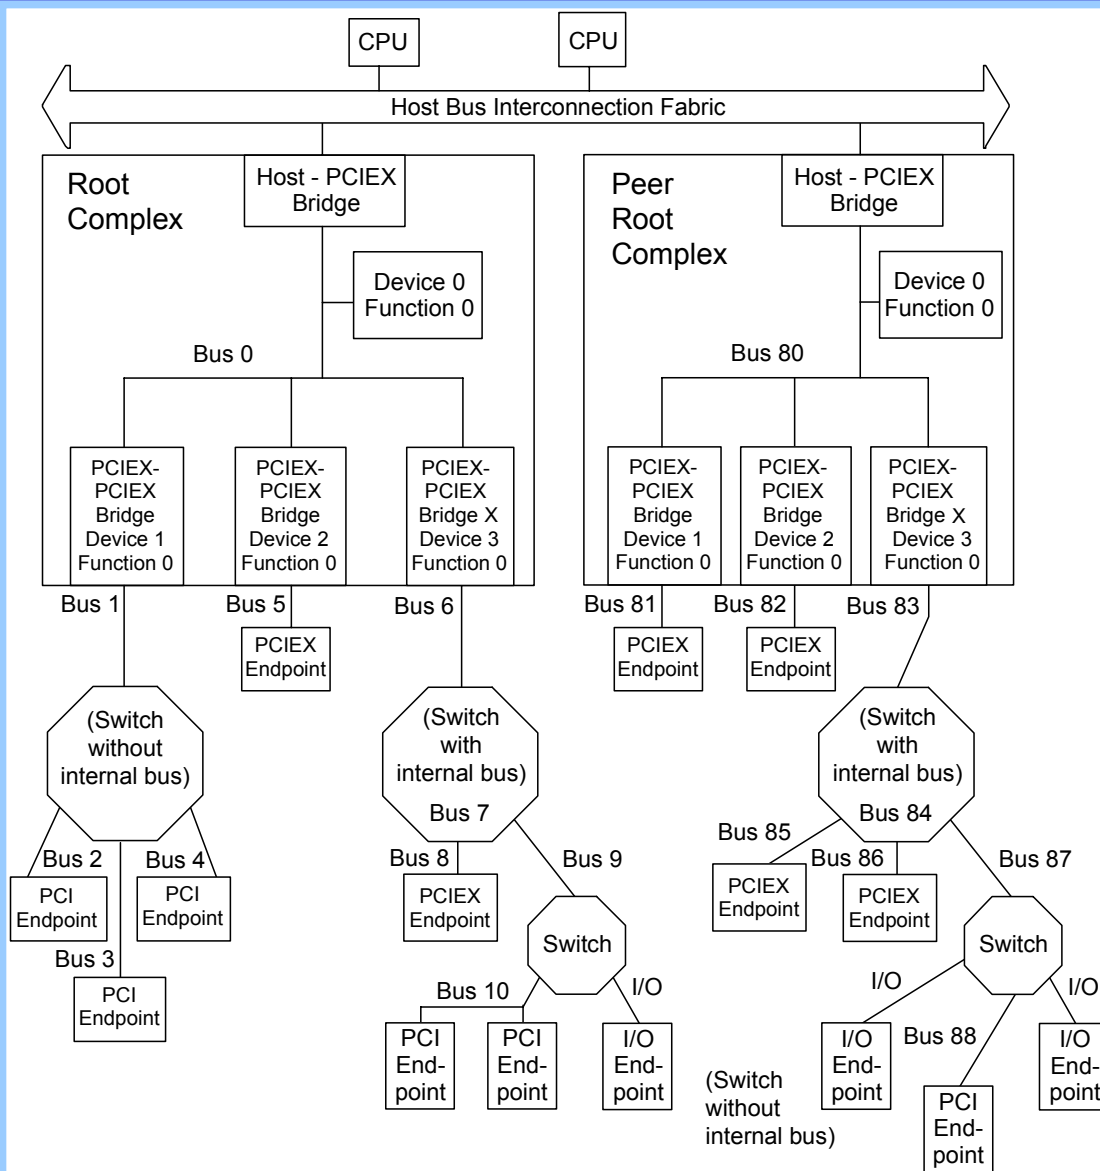 CPU
CPU
Host Bus Interconnection Fabric
Root
Complex
Host - PCIEX
Bridge
Device 0
Function 0
Bus 0
PCIEX-
PCIEX
Bridge
Device 1
Function 0
PCIEX-
PCIEX
Bridge
Device 2
Function 0
PCIEX-
PCIEX
Bridge X
Device 3
Function 0
Peer
Root
Complex
Host - PCIEX
Bridge
Device 0
Function 0
Bus 80
PCIEX-
PCIEX
Bridge
Device 1
Function 0
PCIEX-
PCIEX
Bridge
Device 2
Function 0
PCIEX-
PCIEX
Bridge X
Device 3
Function 0
Bus 1
Bus 5
Bus 6
Bus 81
Bus 82
Bus 83
PCIEX
Endpoint
PCIEX
Endpoint
PCIEX
Endpoint
(Switch
without
internal bus)
(Switch
with
internal bus)
Bus 7
(Switch
with
internal bus)
Bus 84
Bus 2
Bus 4
PCI
Endpoint
PCI
Endpoint
Bus 3
PCI
Endpoint
Bus 8
Bus 9
PCIEX
Endpoint
Switch
Bus 10
I/O
PCI
End-
point
PCI
End-
point
I/O
End-
point
Bus 85
Bus 86
Bus 87
PCIEX
Endpoint
PCIEX
Endpoint
Switch
I/O
I/O
Bus 88
I/O
End-
point
I/O
End-
point
PCI
End-
point
(Switch
without
internal bus)